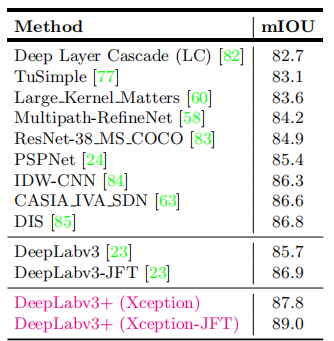 Method mIOU
Deep Layer Cascade (LC) [82] 82.7
TuSimple [77] 83.1
Large_Kernel_Matters [60] 83.6
Multipath-RefineNet [58] 84.2
ResNet-38_MS_COCO [83] 84.9
PSPNet [24] 85.4
IDW-CNN [84] 86.3
CASIA_IVA_SDN [63] 86.6
DIS [85] 86.8
DeepLabv3 [23] 85.7
DeepLabv3-JFT [23] 86.9
DeepLabv3+ (Xception) 87.8
DeepLabv3+ (Xception-JFT) 89.0